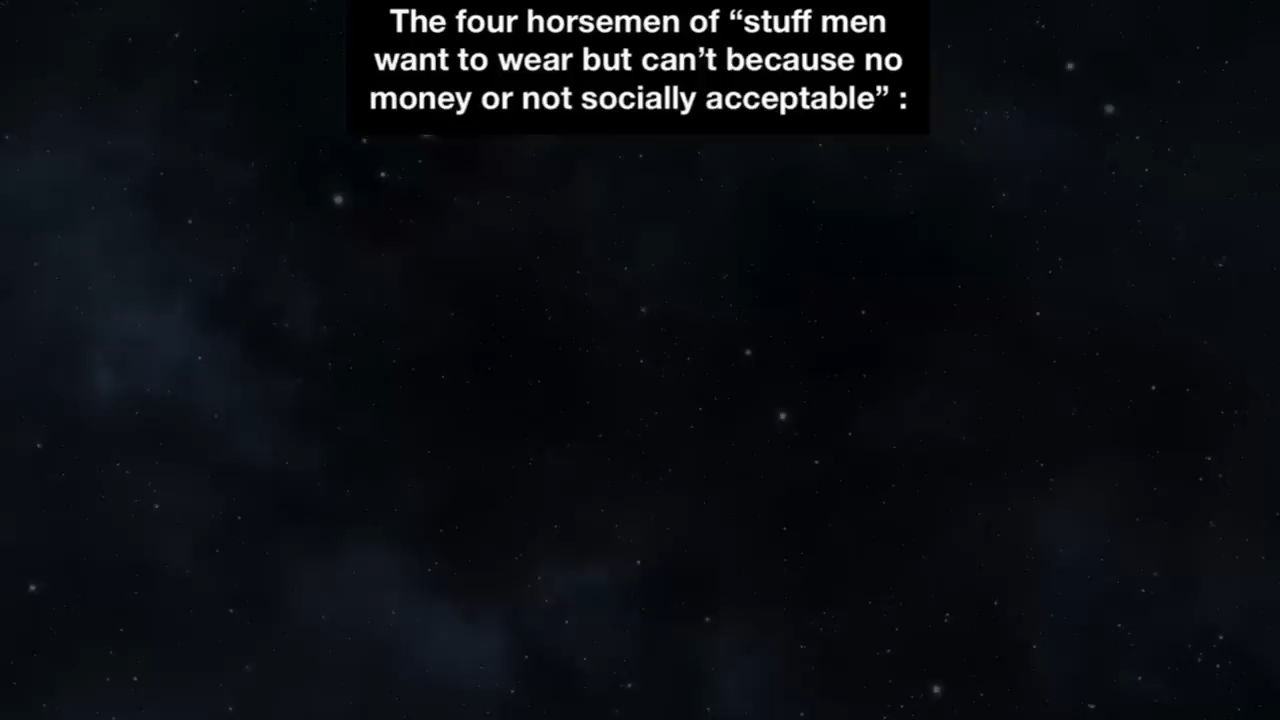 The four horsemen of “stuff men
want to wear but can’t because no
money or not socially acceptable” :